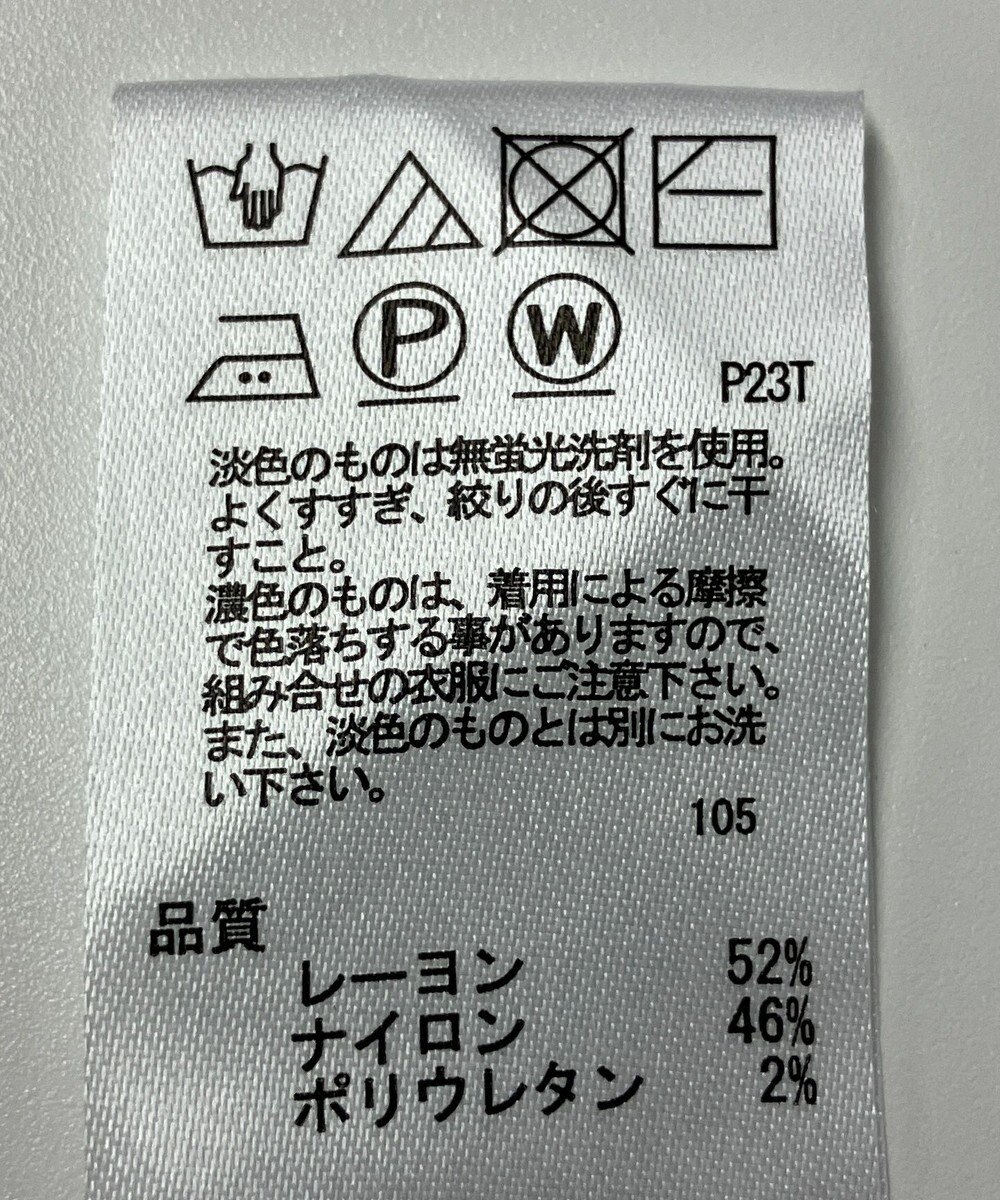 P
W
P23T
淡色のものは無蛍光洗剤を使用。
よくすすぎ、絞りの後すぐに干
すこと。
濃色のものは、着用による摩擦
で色落ちする事がありますので、
組み合せの衣服にご注意下さい。
また、淡色のものとは別にお洗
い下さい。
105
品質
レーヨン 52%
ナイロン 46%
ポリウレタン 2%